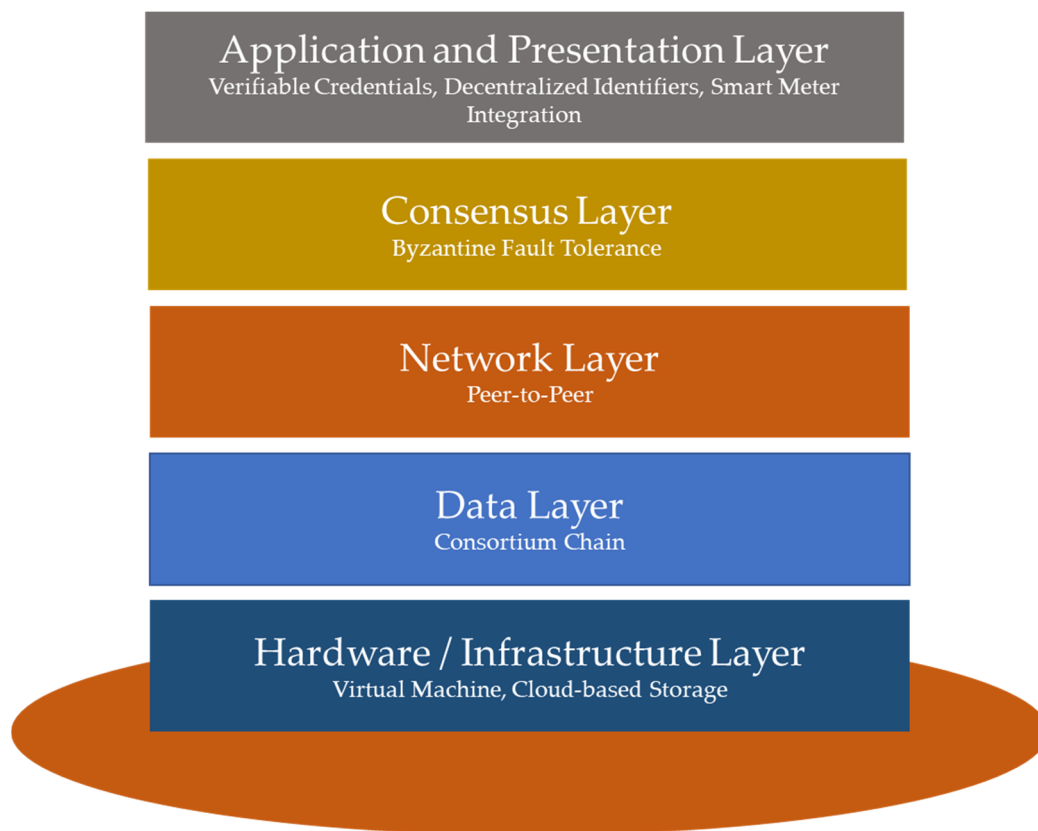 Application and Presentation Layer
Verifiable Credentials, Decentralized Identifiers, Smart Meter
Integration
Consensus Layer
Byzantine Fault Tolerance
Network Layer
Peer-to-Peer
Data Layer
Consortium Chain
Hardware / Infrastructure Layer
Virtual Machine, Cloud-based Storage